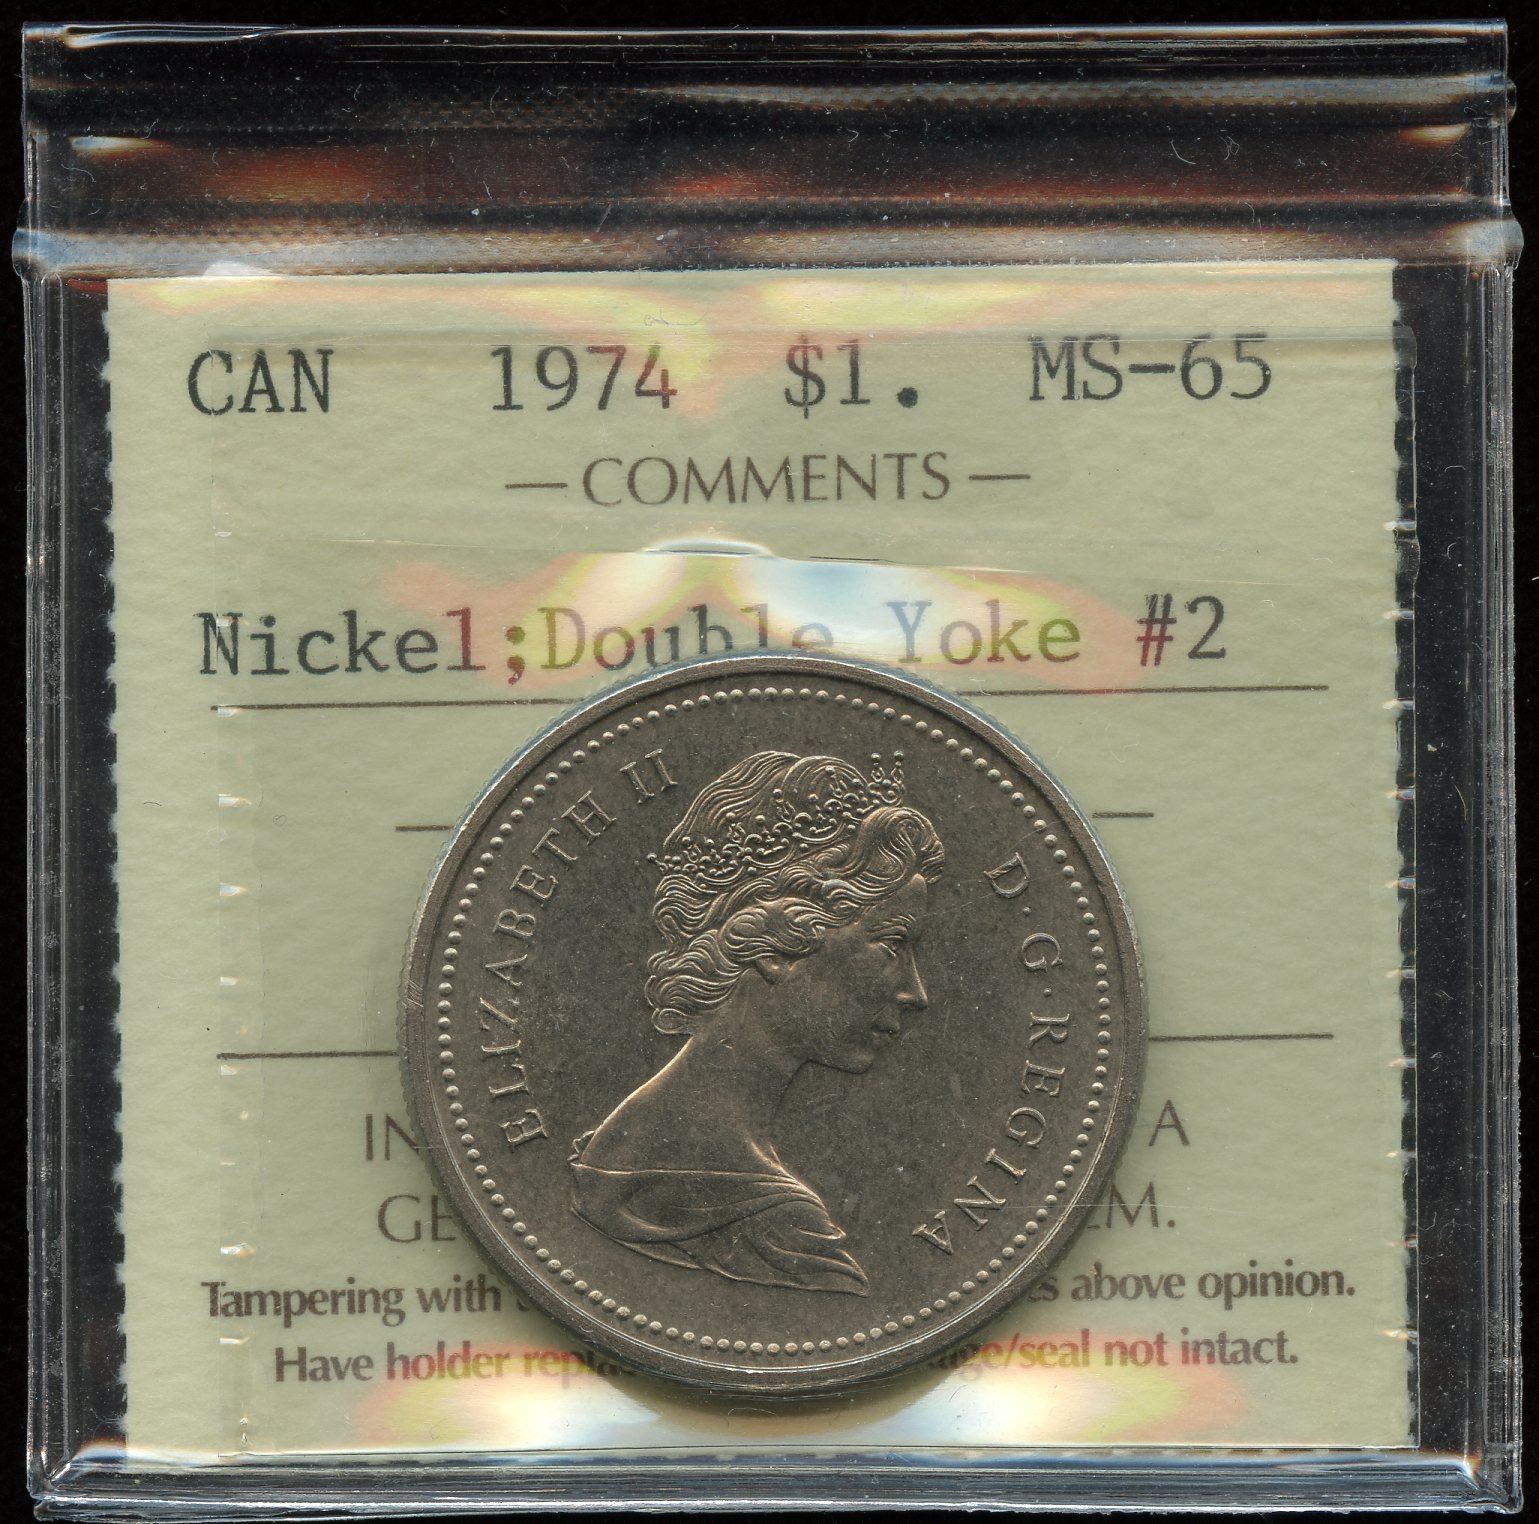 CAN 1974 $1. MS-65
— COMMENTS —
Nickel;Double Yoke #2
ELIZABETH II D·G·REGINA
IN A
GE EM.
Tampering with above opinion.
Have holder age/seal not intact.